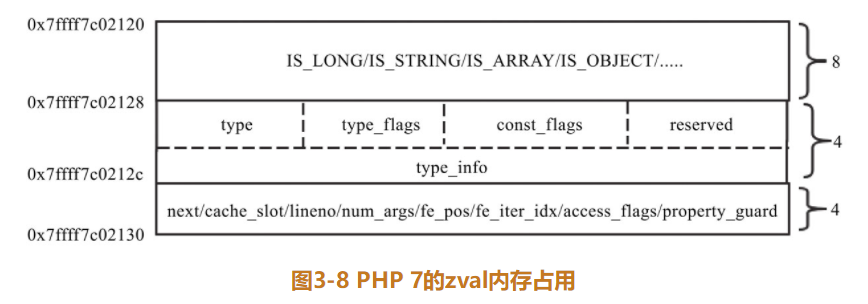 0x7ffff7c02120
IS_LONG/IS_STRING/IS_ARRAY/IS_OBJECT/.....
8
0x7ffff7c02128
type type_flags const_flags reserved
4
type_info
0x7ffff7c0212c
next/cache_slot/lineno/num_args/fe_pos/fe_iter_idx/access_flags/property_guard
4
0x7ffff7c02130
图3-8 PHP 7的zval内存占用